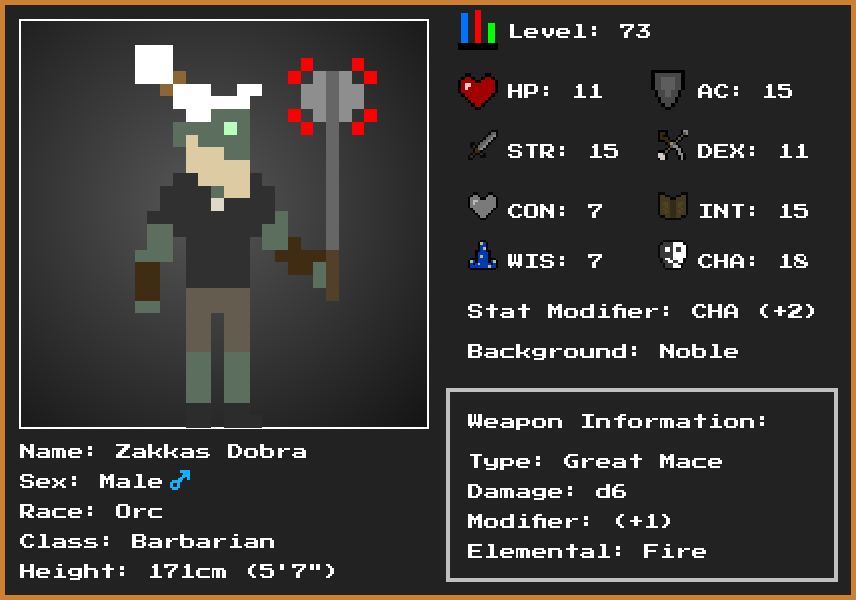 Level: 73
HP: 11
AC: 15
STR: 15
DEX: 11
CON: 7
INT: 15
WIS: 7
CHA: 18
Stat Modifier: CHA (+2)
Background: Noble
Weapon Information:
Type: Great Mace
Damage: d6
Modifier: (+1)
Elemental: Fire
Name: Zakkas Dobra
Sex: Male ♂
Race: Orc
Class: Barbarian
Height: 171cm (5'7")